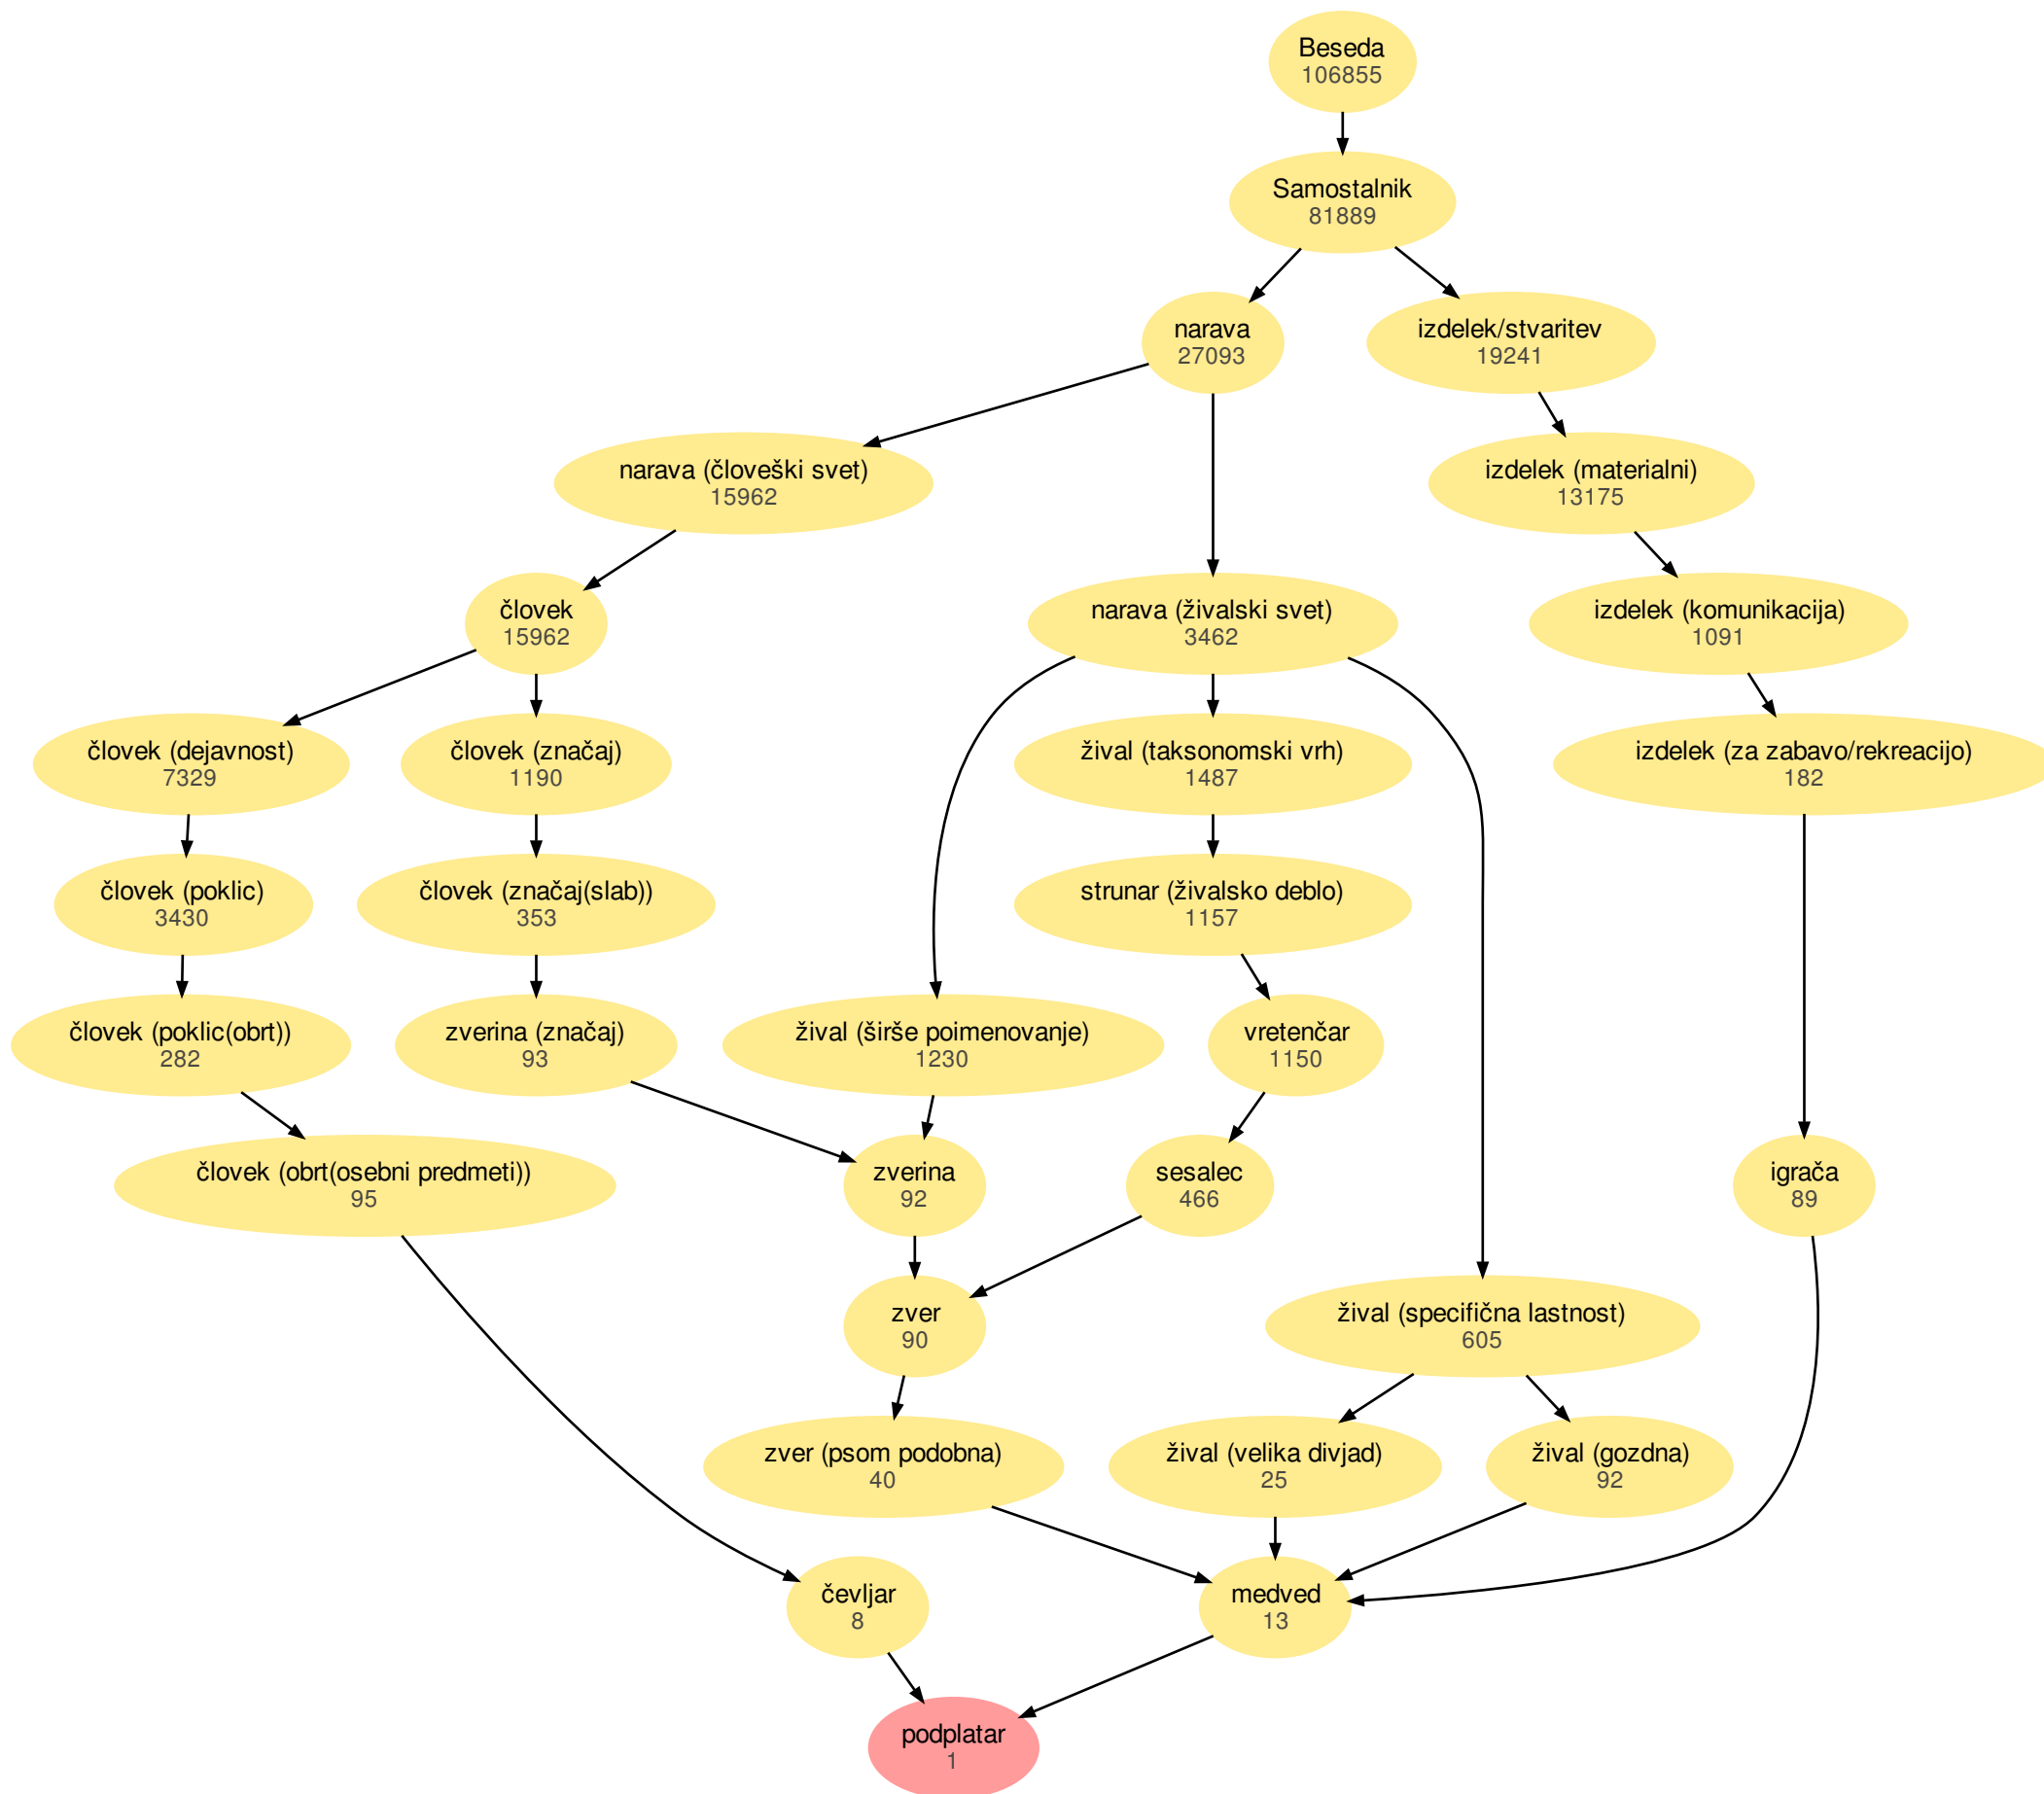 Beseda
106855
Samostalnik
81889
narava
27093
izdelek/stvaritev
19241
narava (človeški svet)
15962
izdelek (materialni)
13175
človek
15962
narava (živalski svet)
3462
izdelek (komunikacija)
1091
človek (dejavnost)
7329
človek (značaj)
1190
žival (taksonomski vrh)
1487
izdelek (za zabavo/rekreacijo)
182
človek (poklic)
3430
človek (značaj(slab))
353
strunar (živalsko deblo)
1157
človek (poklic(obrt))
282
zverina (značaj)
93
žival (širše poimenovanje)
1230
vretenčar
1150
človek (obrt(osebni predmeti))
95
zverina
92
sesalec
466
igrača
89
zver
90
žival (specifična lastnost)
605
zver (psom podobna)
40
žival (velika divjad)
25
žival (gozdna)
92
čevljar
8
medved
13
podplatar
1